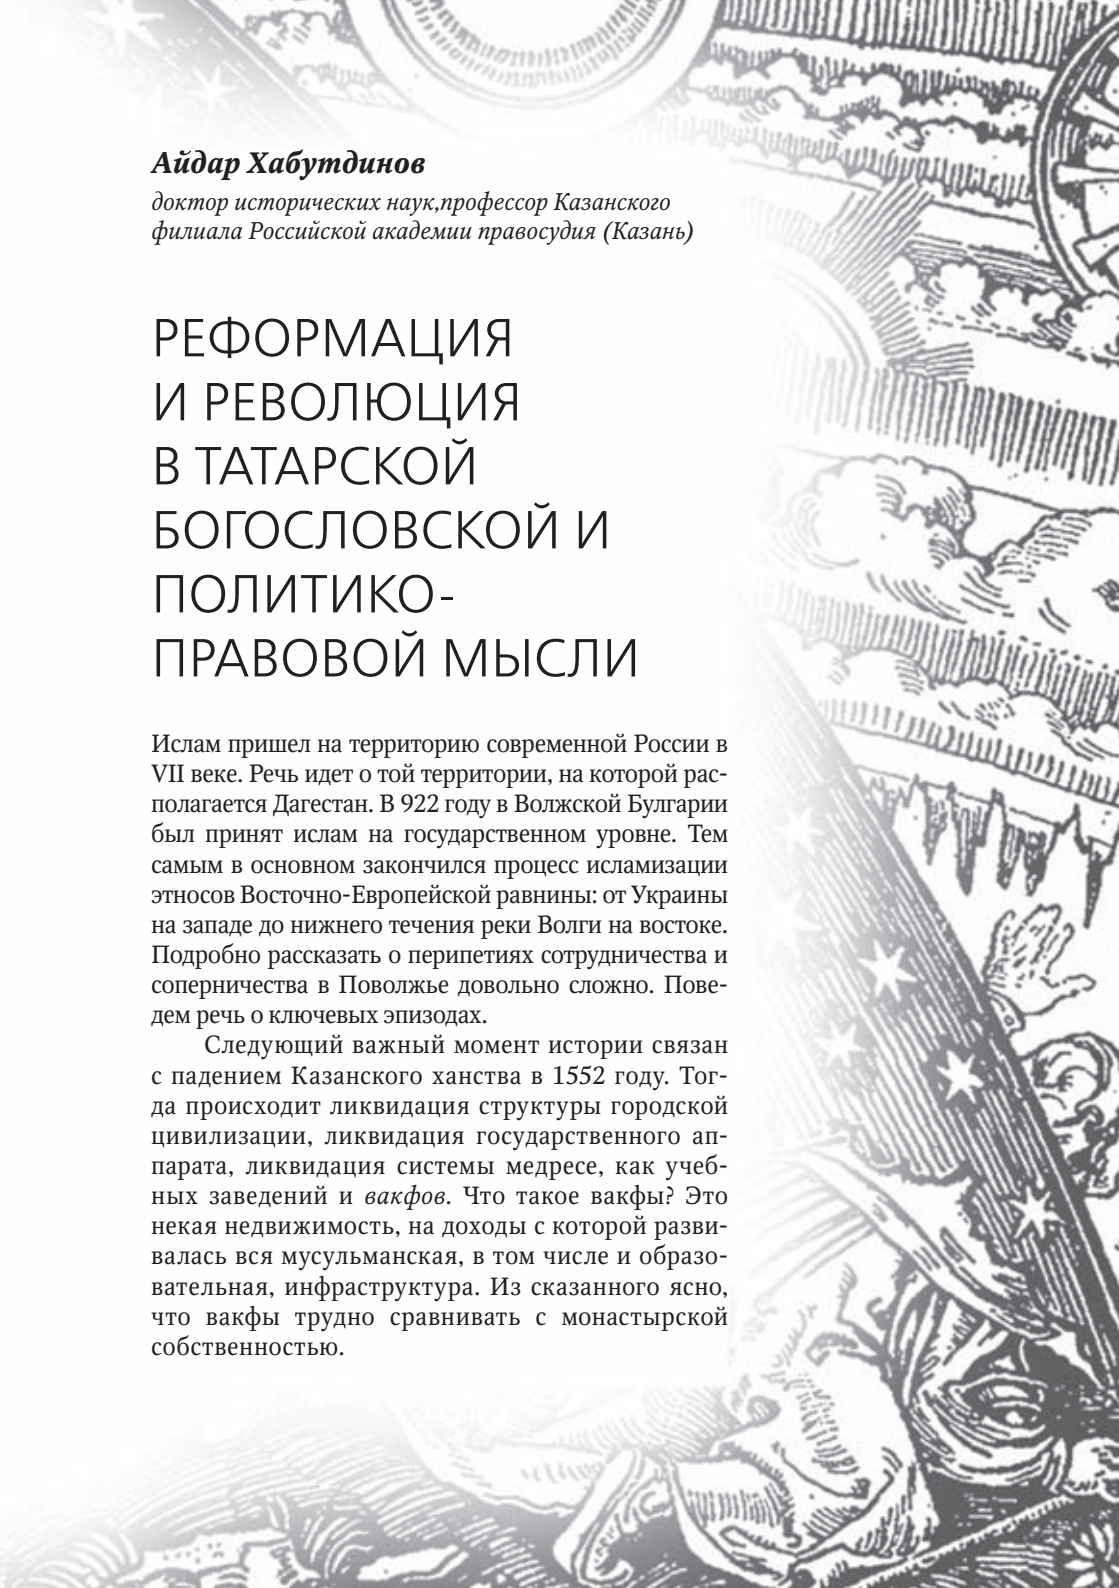 Айдар Хабутдинов
доктор исторических наук,профессор Казанского
филиала Российской академии правосудия (Казань)
РЕФОРМАЦИЯ
И РЕВОЛЮЦИЯ
В ТАТАРСКОЙ
БОГОСЛОВСКОЙ И
ПОЛИТИКО-
ПРАВОВОЙ МЫСЛИ
Ислам пришел на территорию современной России в
VII веке. Речь идет о той территории, на которой рас-
полагается Дагестан. В 922 году в Волжской Булгарии
был принят ислам на государственном уровне. Тем
самым в основном закончился процесс исламизации
этносов Восточно-Европейской равнины: от Украины
на западе до нижнего течения реки Волги на востоке.
Подробно рассказать о перипетиях сотрудничества и
соперничества в Поволжье довольно сложно. Пове-
дем речь о ключевых эпизодах.
Следующий важный момент истории связан
с падением Казанского ханства в 1552 году. Тог-
да происходит ликвидация структуры городской
цивилизации, ликвидация государственного ап-
парата, ликвидация системы медресе, как учеб-
ных заведений и вакфов. Что такое вакфы? Это
некая недвижимость, на доходы с которой разви-
валась вся мусульманская, в том числе и образо-
вательная, инфраструктура. Из сказанного ясно,
что вакфы трудно сравнивать с монастырской
собственностью.